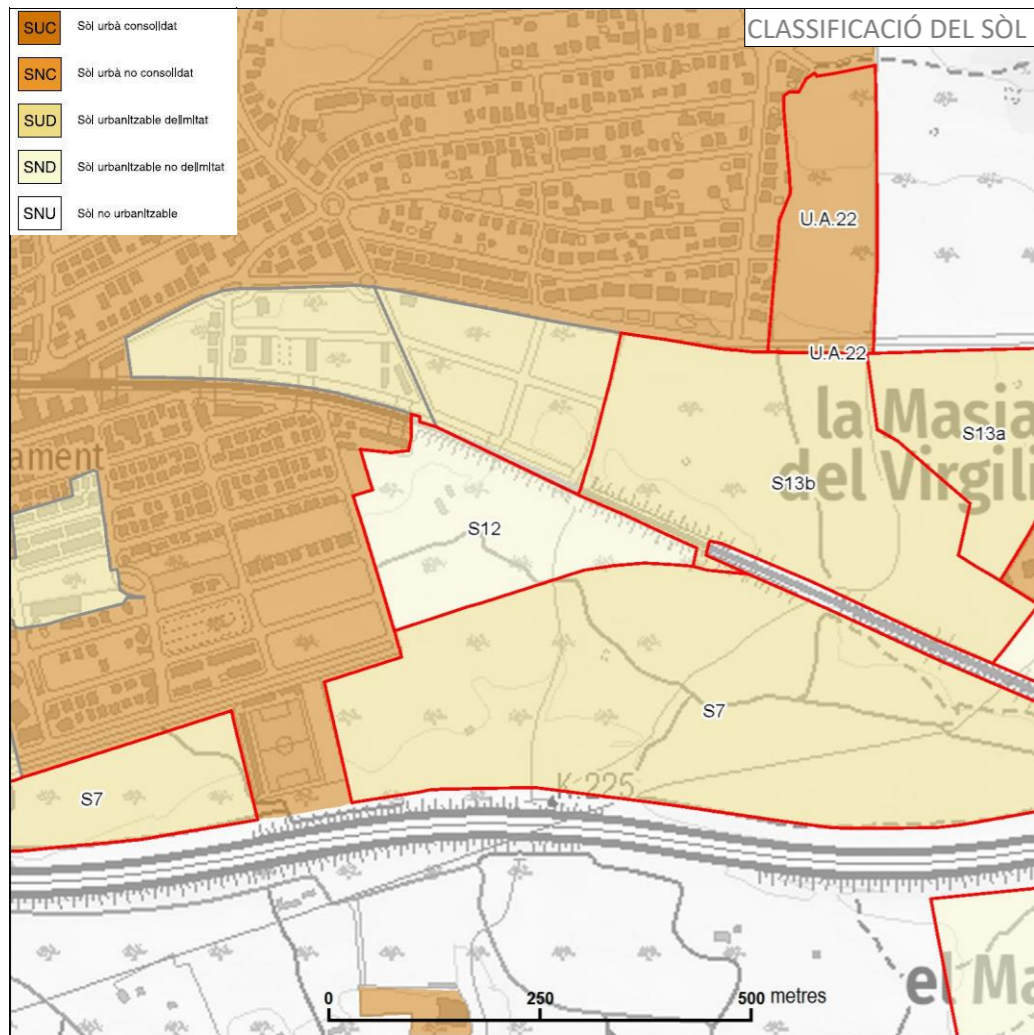 CLASSIFICACIÓ DEL SÒL
SUC Sòl urbà consolidat
SNC Sòl urbà no consolidat
SUD Sòl urbanitzable delimitat
SND Sòl urbanitzable no delimitat
SNU Sòl no urbanitzable
U.A.22
U.A.22
la Masia
del Virgili
S13a
S13b
ament
S12
S7
S7
K.225
el Ma
0 250 500 metres